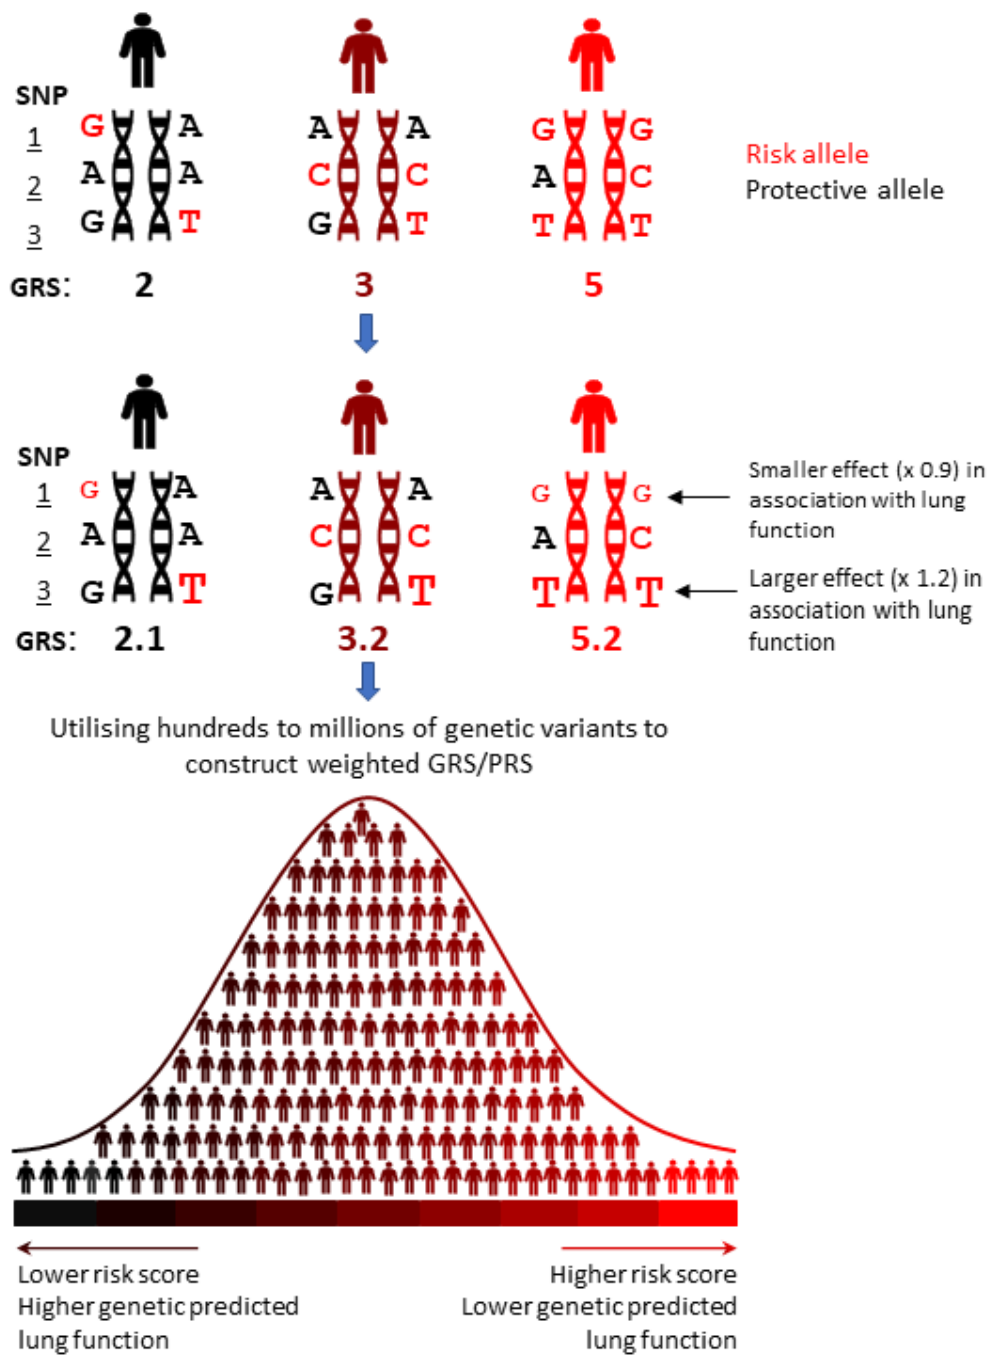 SNP
1 G A A A G G
2 A A C C A C
3 G T G T T T
Risk allele
Protective allele
GRS: 2 3 5
SNP
1 G A A A G G
2 A A C C A C
3 G T G T T T
Smaller effect (x 0.9) in
association with lung
function
Larger effect (x 1.2) in
association with lung
function
GRS: 2.1 3.2 5.2
Utilising hundreds to millions of genetic variants to
construct weighted GRS/PRS
Lower risk score
Higher genetic predicted
lung function
Higher risk score
Lower genetic predicted
lung function